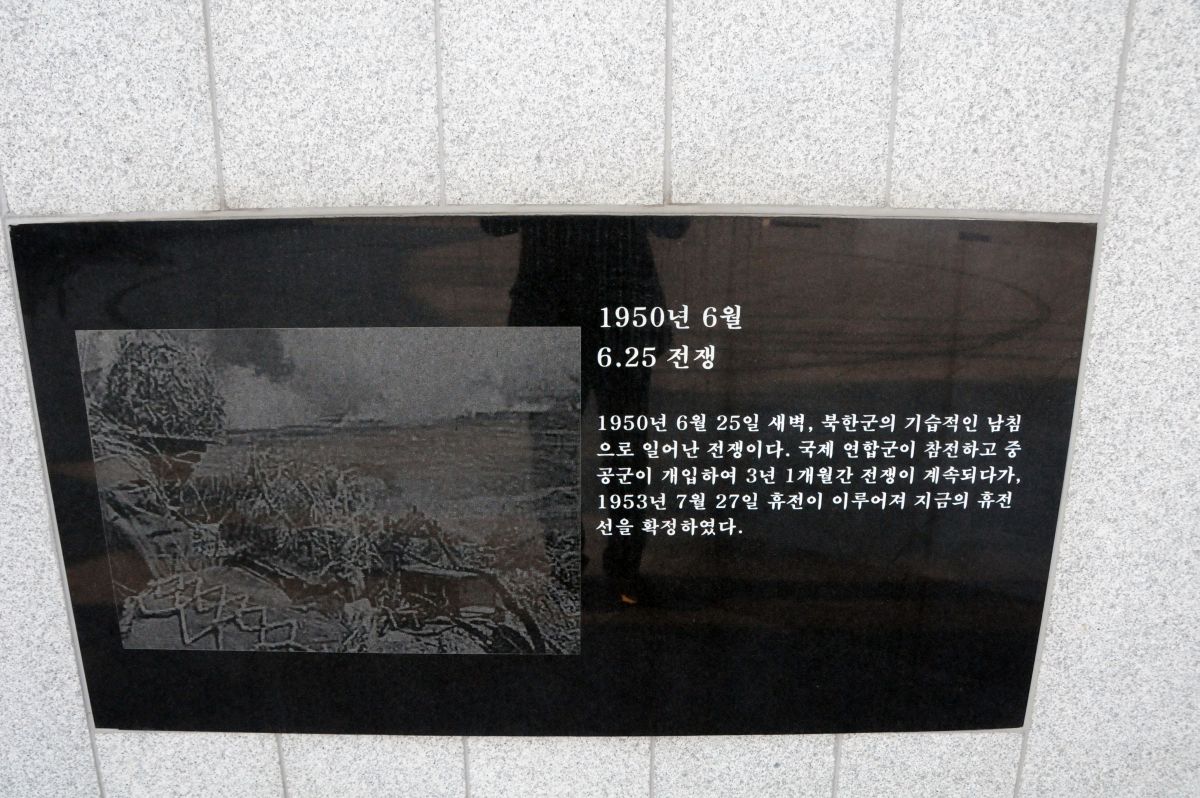 1950년 6월
6.25 전쟁
1950년 6월 25일 새벽, 북한군의 기습적인 남침
으로 일어난 전쟁이다. 국제 연합군이 참전하고 중
공군이 개입하여 3년 1개월간 전쟁이 계속되다가,
1953년 7월 27일 휴전이 이루어져 지금의 휴전
선을 확정하였다.